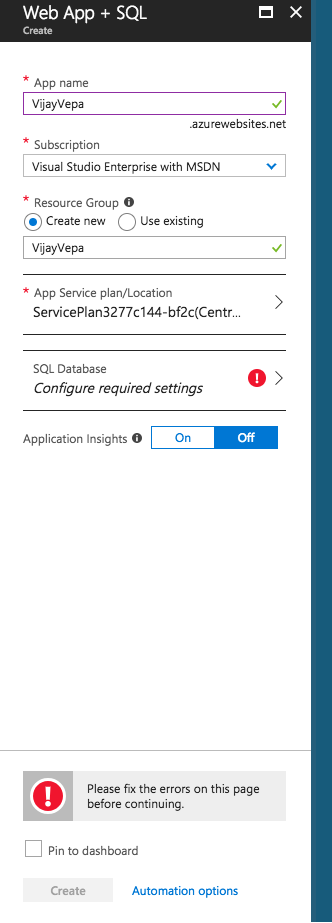 Web App + SQL
Create
* App name
VijayVepa
.azurewebsites.net
* Subscription
Visual Studio Enterprise with MSDN
* Resource Group
Create new Use existing
VijayVepa
* App Service plan/Location
ServicePlan3277c144-bf2c(Centr...
SQL Database
Configure required settings
Application Insights On Off
Please fix the errors on this page
before continuing.
Pin to dashboard
Create Automation options